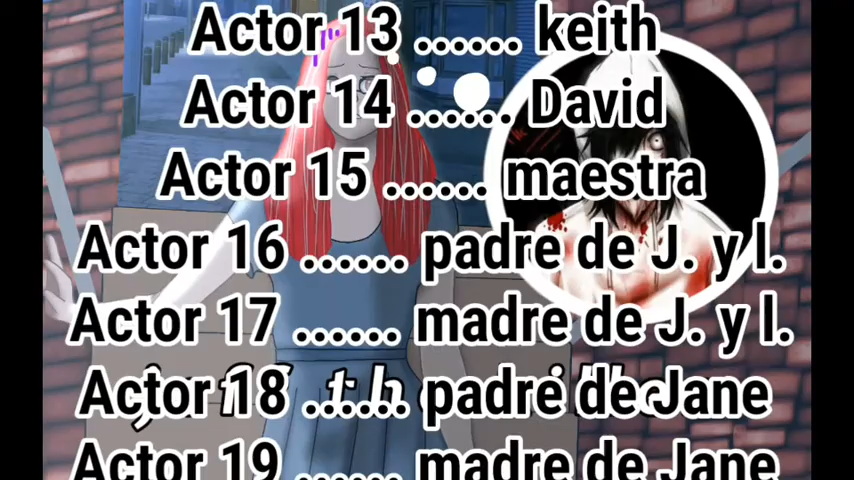 Actor 13 ...... keith
Actor 14 ...... David
Actor 15 ...... maestra
Actor 16 ...... padre de J. y l.
Actor 17 ...... madre de J. y l.
Actor 18 ...... padre de Jane
Actor 19 ...... madre de Jane